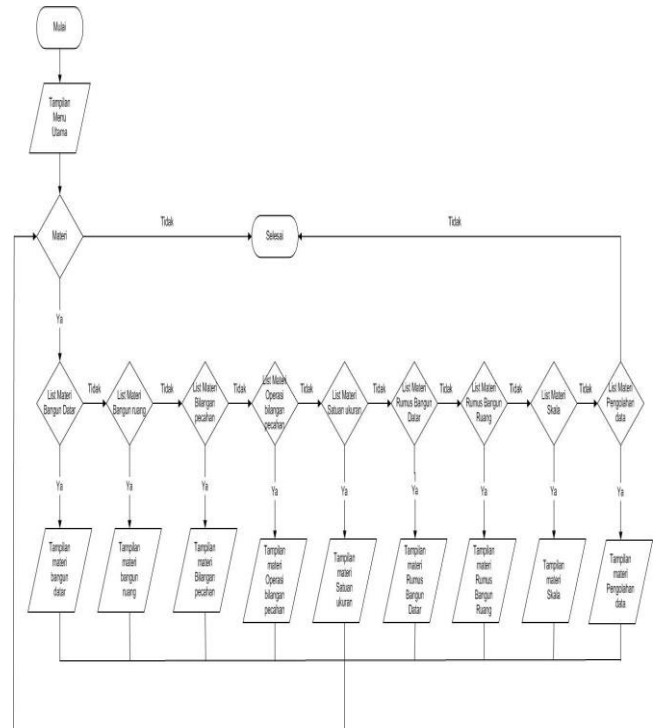 Mulai
Tampilan
Menu
Utama
Materi
Tidak
Selesai
Tidak
Ya
List Materi
Bangun Datar
Tidak
List Materi
Bangun ruang
Tidak
List Materi
Bilangan
pecahan
Tidak
List Materi
Operasi
bilangan
pecahan
Tidak
List Materi
Satuan ukuran
Tidak
List Materi
Rumus Bangun
Datar
Tidak
List Materi
Rumus Bangun
Ruang
Tidak
List Materi
Skala
Tidak
List Materi
Pengolahan
data
Ya
Ya
Ya
Ya
Ya
Ya
Ya
Ya
Ya
Tampilan
materi
bangun
datar
Tampilan
materi
bangun
ruang
Tampilan
materi
Bilangan
pecahan
Tampilan
materi
Operasi
bilangan
pecahan
Tampilan
materi
Satuan
ukuran
Tampilan
materi
Rumus
Bangun
Datar
Tampilan
materi
Rumus
Bangun
Ruang
Tampilan
materi
Skala
Tampilan
materi
Pengolahan
data